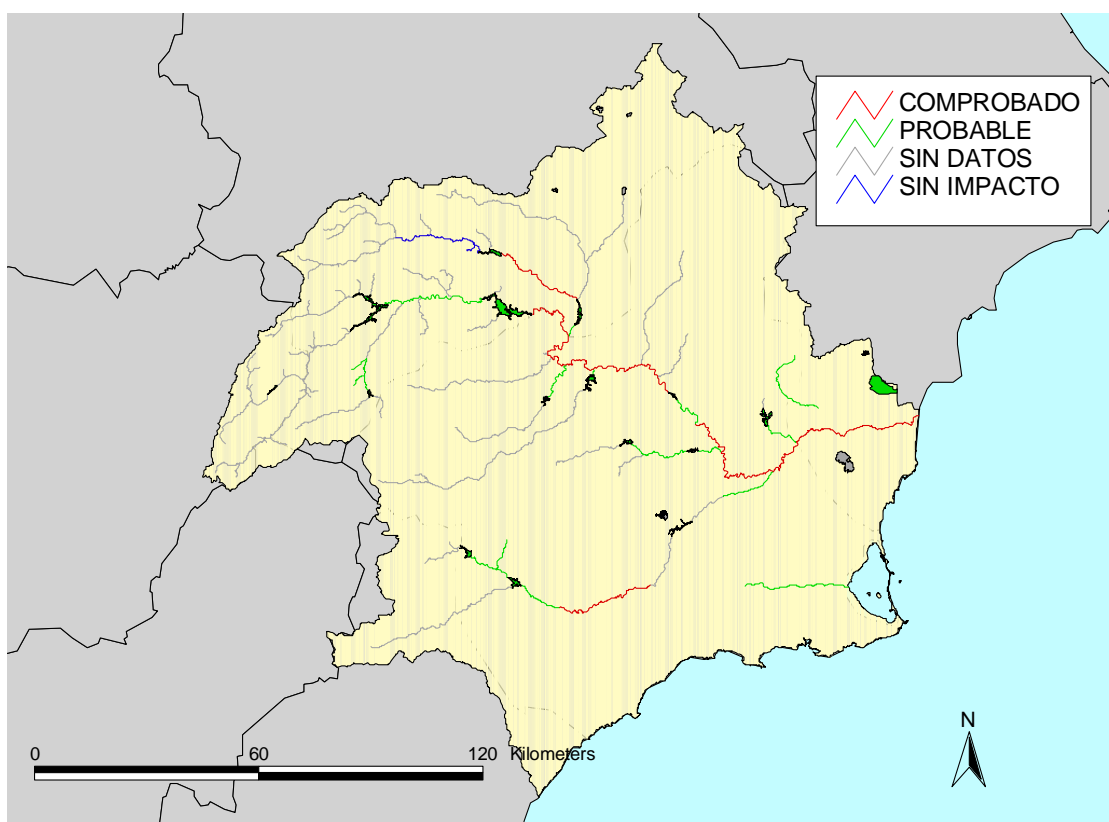 COMPROBADO
PROBABLE
SIN DATOS
SIN IMPACTO
N
0 60 120 Kilometers